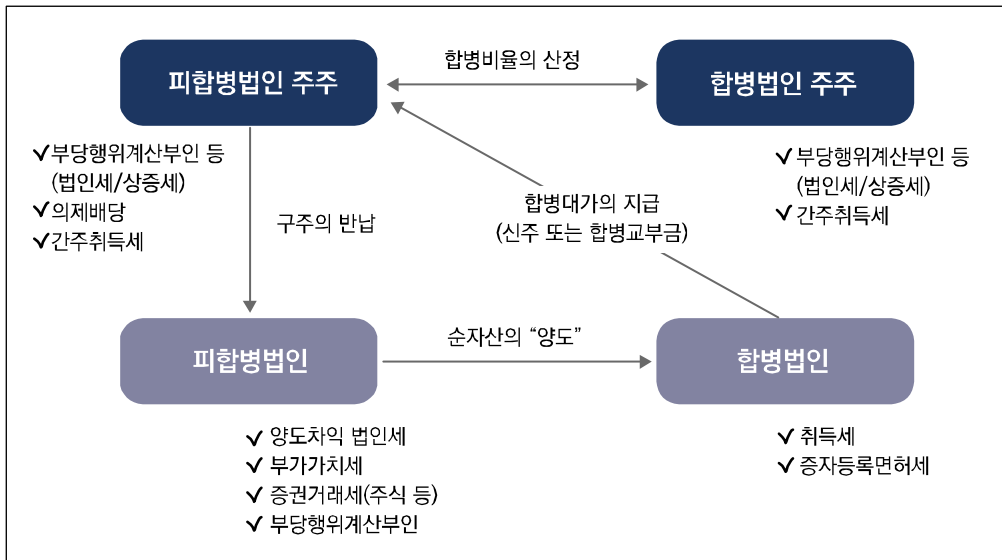 피합병법인 주주
합병비율의 산정
합병법인 주주
✓부당행위계산부인 등
(법인세/상증세)
✓의제배당
✓간주취득세
구주의 반납
합병대가의 지급
(신주 또는 합병교부금)
✓부당행위계산부인 등
(법인세/상증세)
✓간주취득세
피합병법인
순자산의 “양도”
합병법인
✓ 양도차익 법인세
✓ 부가가치세
✓ 증권거래세(주식 등)
✓ 부당행위계산부인
✓ 취득세
✓ 증자등록면허세